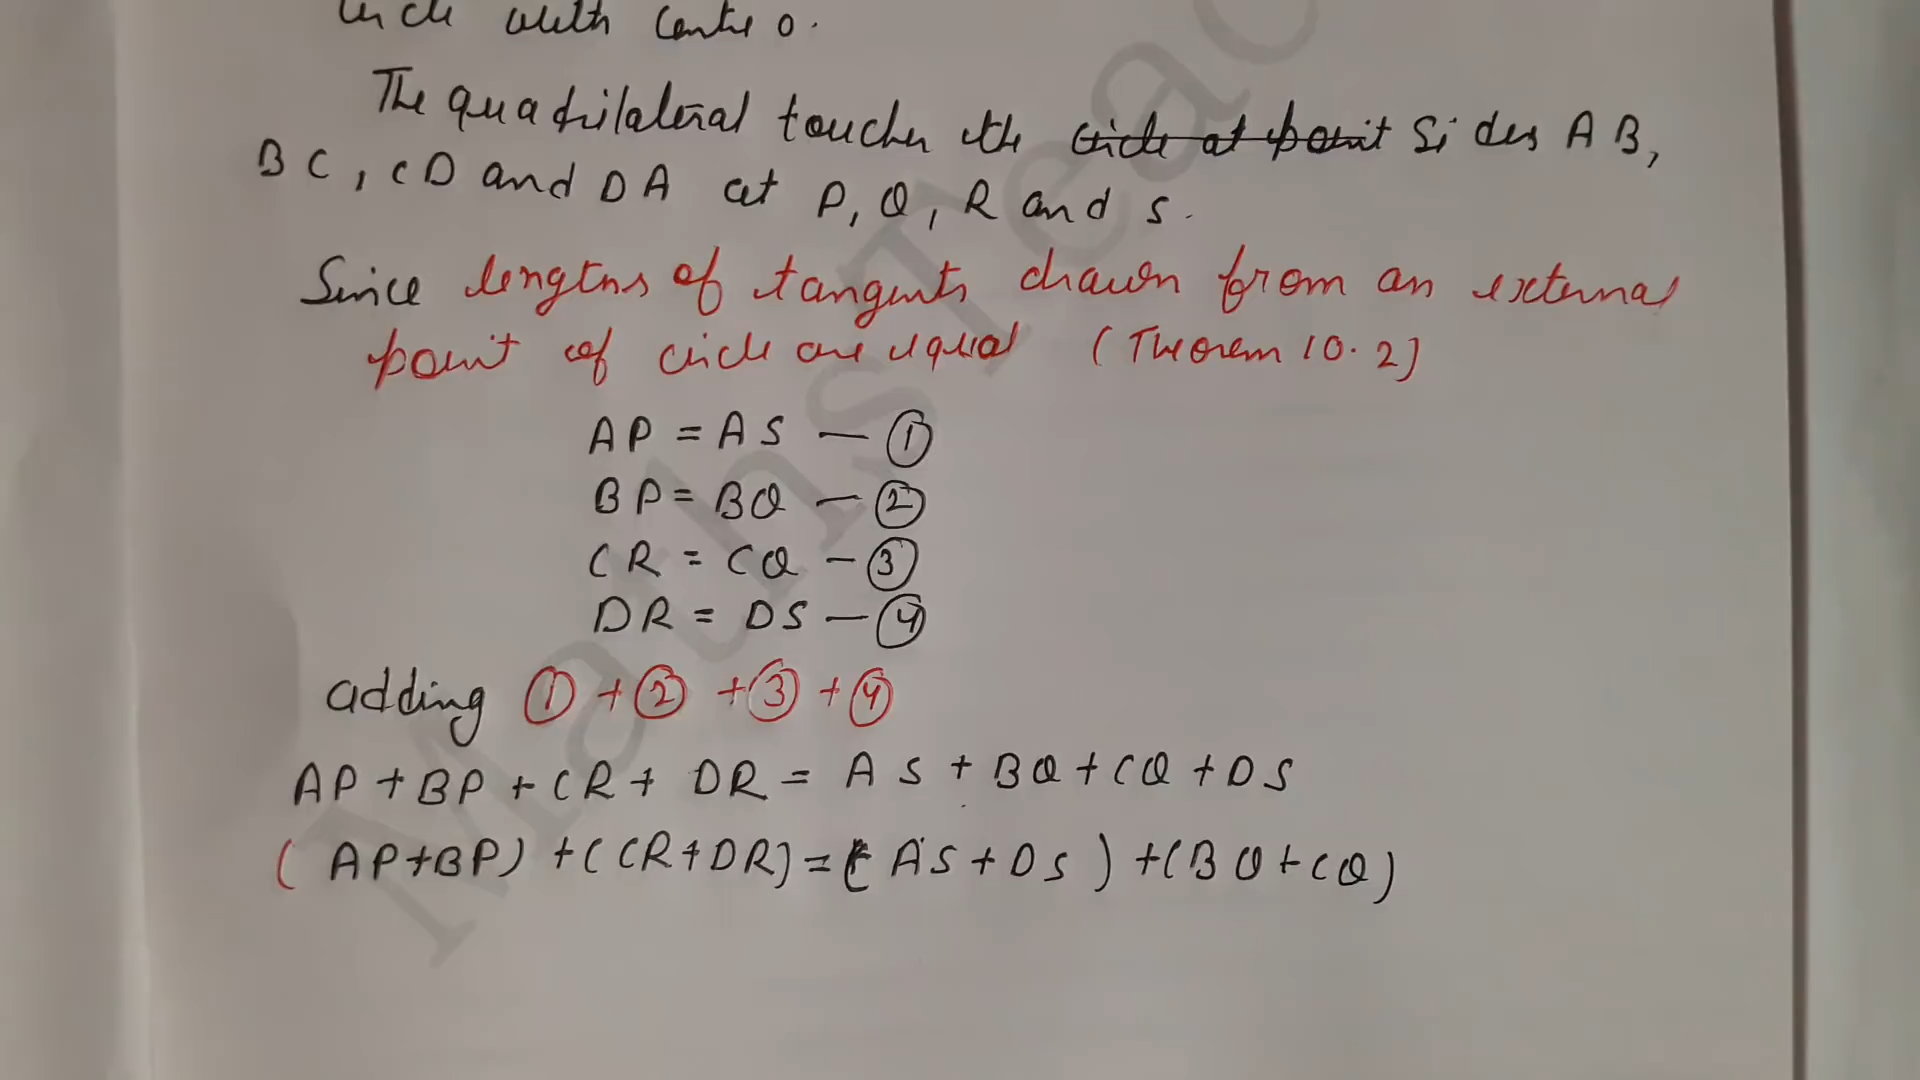 circle with centre O.
The quadrilateral touches the circle at point Sides AB,
BC, CD and DA at P, Q, R and S.
Since lengths of tangents drawn from an external
point of circle are equal (Theorem 10.2)
AP = AS — ①
BP = BQ — ②
CR = CQ — ③
DR = DS — ④
adding ① + ② + ③ + ④
AP + BP + CR + DR = AS + BQ + CQ + DS
(AP+BP) + (CR+DR) = (AS+DS) + (BQ+CQ)
Maths Teac